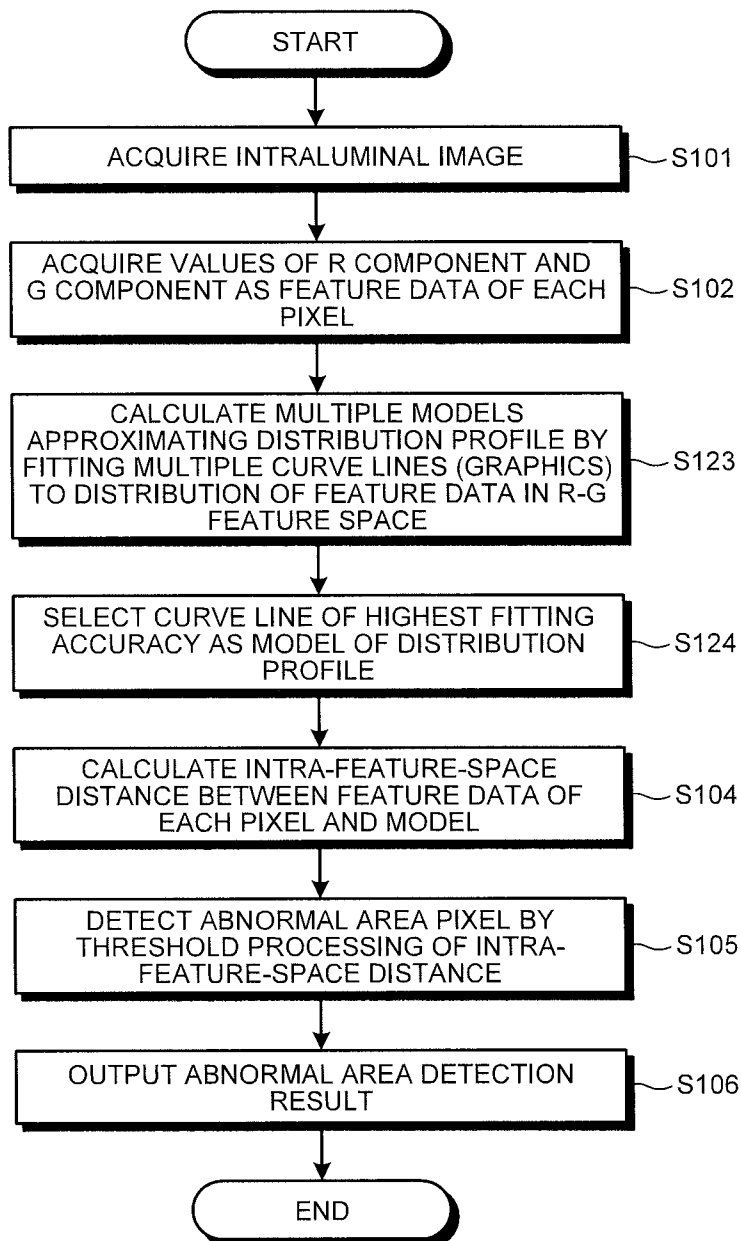 START
ACQUIRE INTRALUMINAL IMAGE
S101
ACQUIRE VALUES OF R COMPONENT AND
G COMPONENT AS FEATURE DATA OF EACH
PIXEL
S102
CALCULATE MULTIPLE MODELS
APPROXIMATING DISTRIBUTION PROFILE BY
FITTING MULTIPLE CURVE LINES (GRAPHICS)
TO DISTRIBUTION OF FEATURE DATA IN R-G
FEATURE SPACE
S123
SELECT CURVE LINE OF HIGHEST FITTING
ACCURACY AS MODEL OF DISTRIBUTION
PROFILE
S124
CALCULATE INTRA-FEATURE-SPACE
DISTANCE BETWEEN FEATURE DATA OF
EACH PIXEL AND MODEL
S104
DETECT ABNORMAL AREA PIXEL BY
THRESHOLD PROCESSING OF INTRA-
FEATURE-SPACE DISTANCE
S105
OUTPUT ABNORMAL AREA DETECTION
RESULT
S106
END